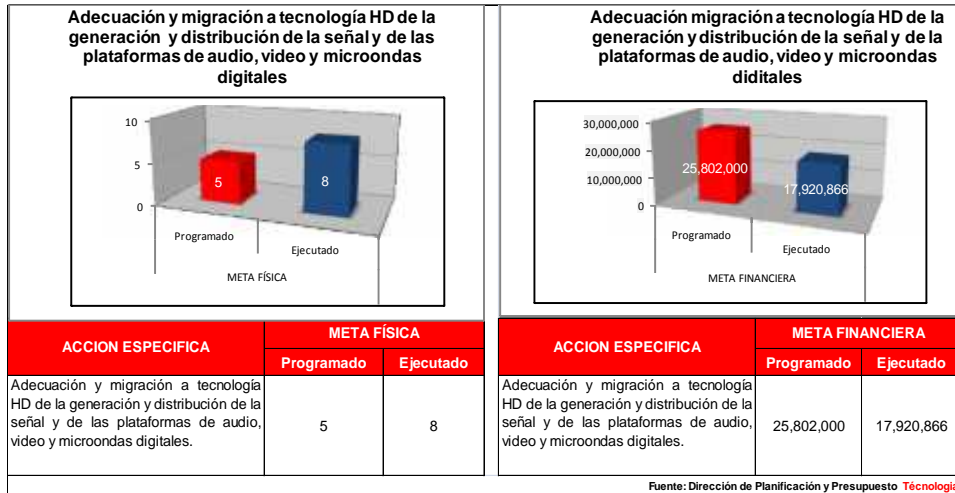 Adecuación y migración a tecnología HD de la
generación y distribución de la señal y de las
plataformas de audio, video y microondas
digitales
10
5
0
5
8
Programado
Ejecutado
META FÍSICA
ACCION ESPECIFICA
META FÍSICA
Programado
Ejecutado
Adecuación y migración a tecnología
HD de la generación y distribución de la
señal y de las plataformas de audio,
video y microondas digitales.
5
8
Adecuación migración a tecnología HD de la
generación y distribución de la señal y de la
plataformas de audio, video y microondas
diditales
30,000,000
20,000,000
10,000,000
0
25,802,000
17,920,866
Programado
Ejecutado
META FINANCIERA
ACCION ESPECIFICA
META FINANCIERA
Programado
Ejecutado
Adecuación y migración a tecnología
HD de la generación y distribución de la
señal y de las plataformas de audio,
video y microondas digitales.
25,802,000
17,920,866
Fuente: Dirección de Planificación y Presupuesto Técnologia